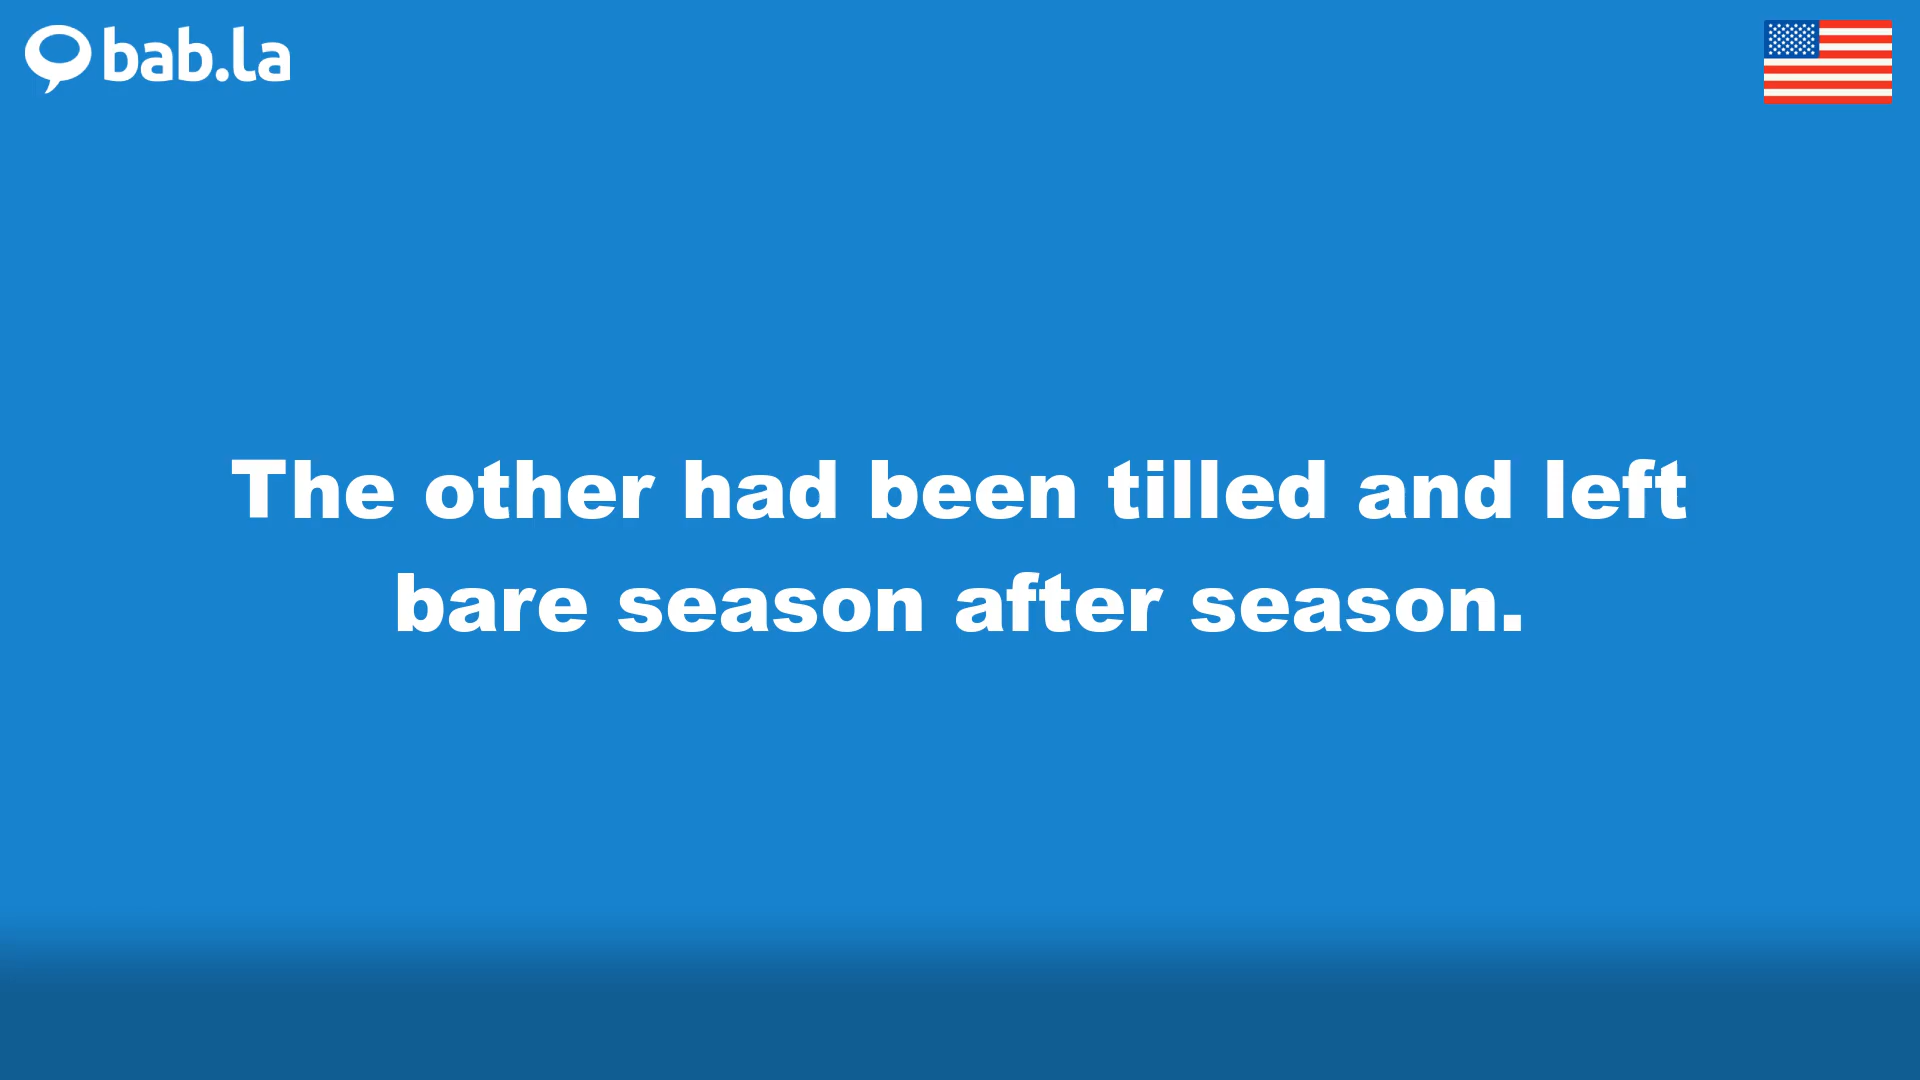 bab.la
The other had been tilled and left
bare season after season.